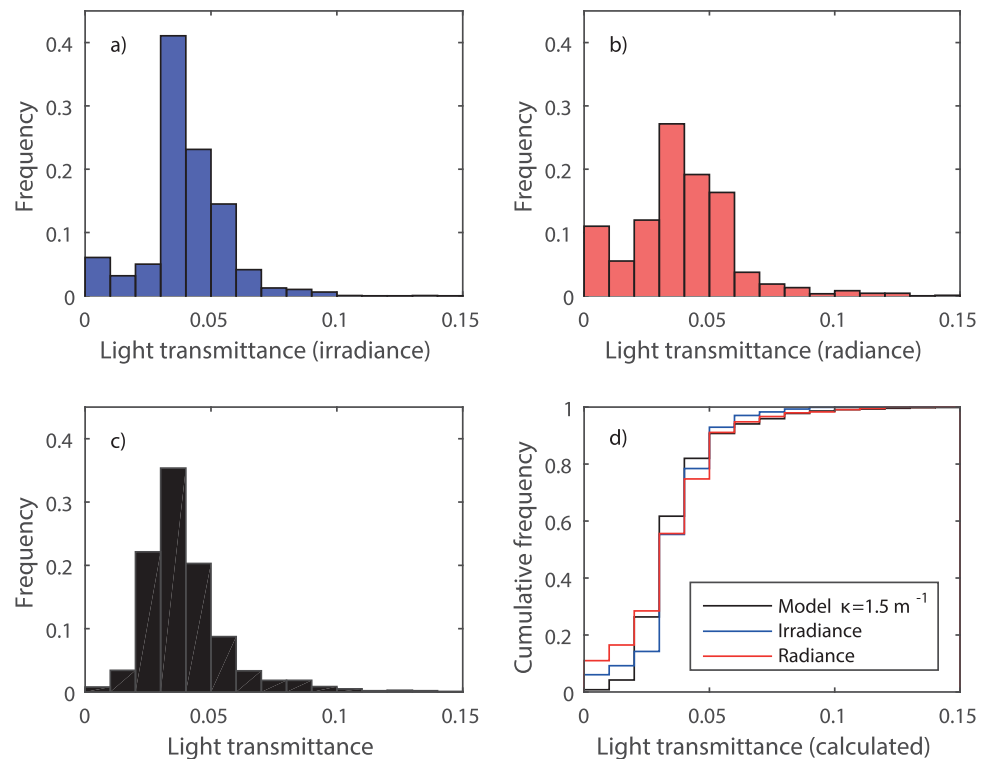 a)
0.4
0.3
0.2
0.1
0
Frequency
0
0.05
0.1
0.15
Light transmittance (irradiance)
b)
0.4
0.3
0.2
0.1
0
Frequency
0
0.05
0.1
0.15
Light transmittance (radiance)
c)
0.4
0.3
0.2
0.1
0
Frequency
0
0.05
0.1
0.15
Light transmittance
d)
1
0.8
0.6
0.4
0.2
0
Cumulative frequency
Model κ=1.5 m⁻¹
Irradiance
Radiance
0
0.05
0.1
0.15
Light transmittance (calculated)